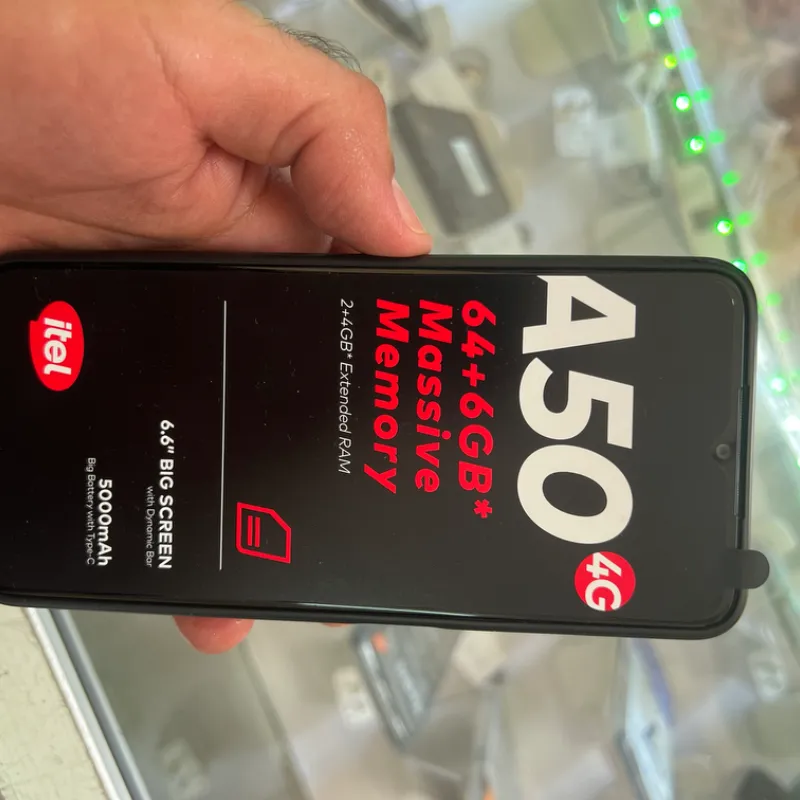 A50
4G
64+6GB*
Massive
Memory
2+4GB* Extended RAM
6.6" BIG SCREEN
with Dynamic Bar
5000mAh
Big Battery with Type-C
itel